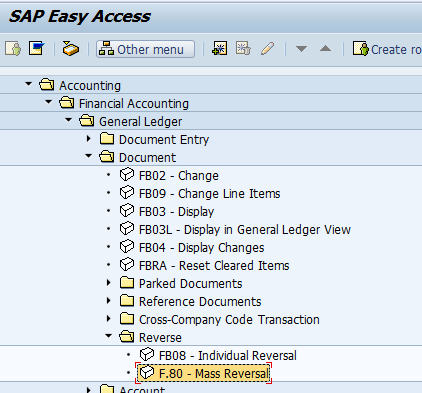 SAP Easy Access
Other menu
Create ro
Accounting
Financial Accounting
General Ledger
Document Entry
Document
FB02 - Change
FB09 - Change Line Items
FB03 - Display
FB03L - Display in General Ledger View
FB04 - Display Changes
FBRA - Reset Cleared Items
Parked Documents
Reference Documents
Cross-Company Code Transaction
Reverse
FB08 - Individual Reversal
F.80 - Mass Reversal
Account